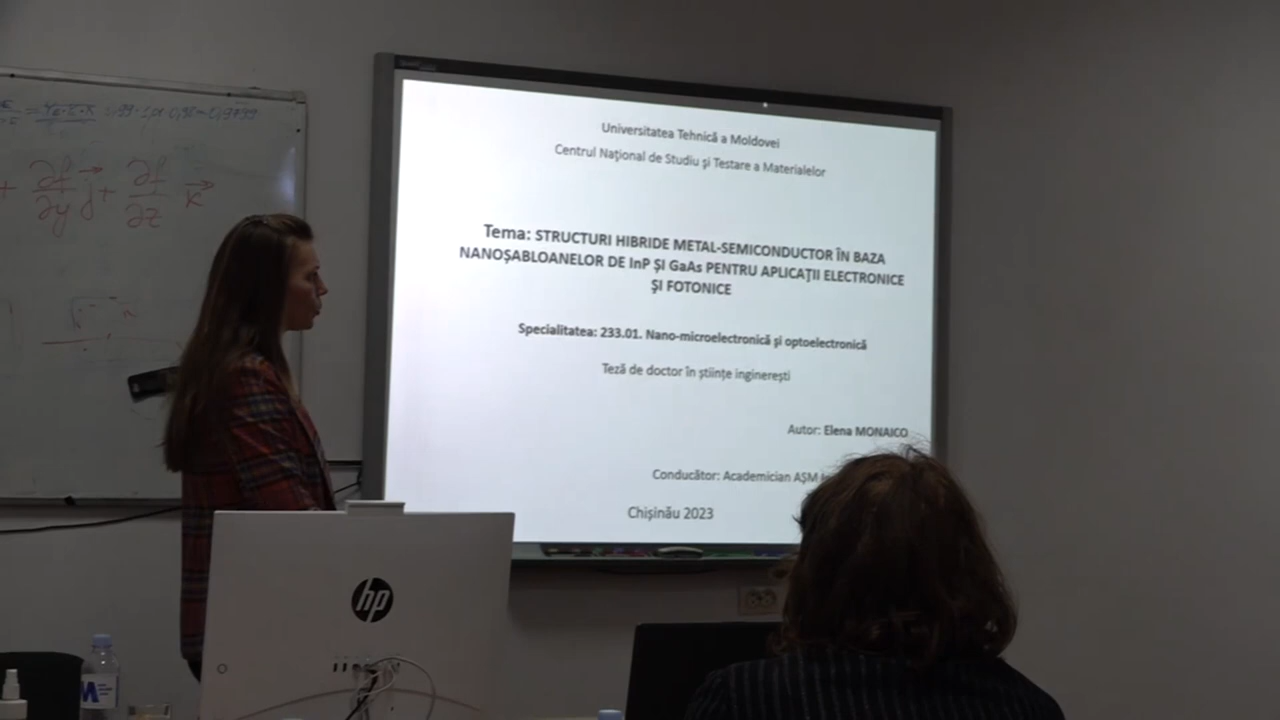 Universitatea Tehnică a Moldovei
Centrul Național de Studiu și Testare a Materialelor
Tema: STRUCTURI HIBRIDE METAL-SEMICONDUCTOR ÎN BAZA
NANOȘABLOANELOR DE InP ȘI GaAs PENTRU APLICAȚII ELECTRONICE
ȘI FOTONICE
Specialitatea: 233.01. Nano-microelectronică și optoelectronică
Teză de doctor în științe inginerești
Autor: Elena MONAICO
Conducător: Academician AȘM
Chișinău 2023
+ ∂f/∂y j + ∂f/∂z k
hp
M